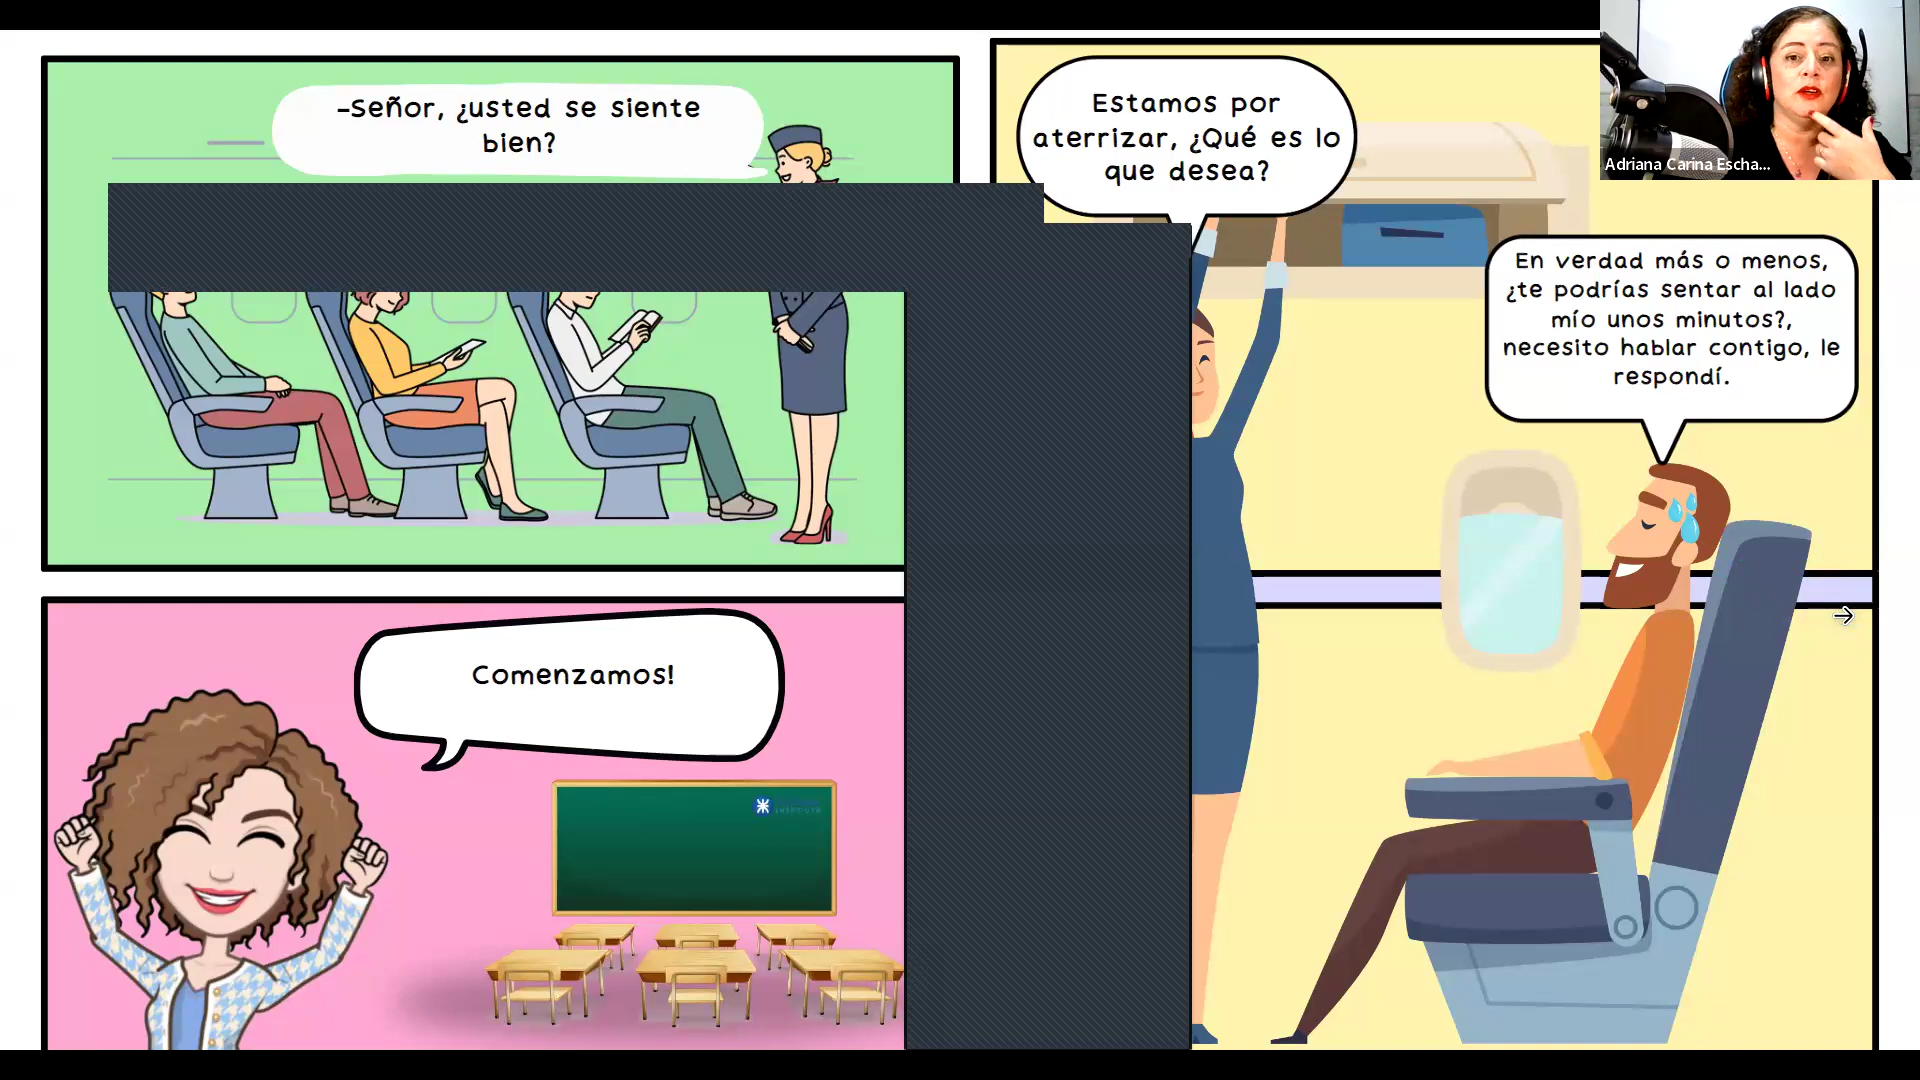 -Señor, ¿usted se siente
bien?
Estamos por
aterrizar, ¿Qué es lo
que desea?
Adriana Carina Escha...
En verdad más o menos,
¿te podrías sentar al lado
mío unos minutos?,
necesito hablar contigo, le
respondí.
Comenzamos!